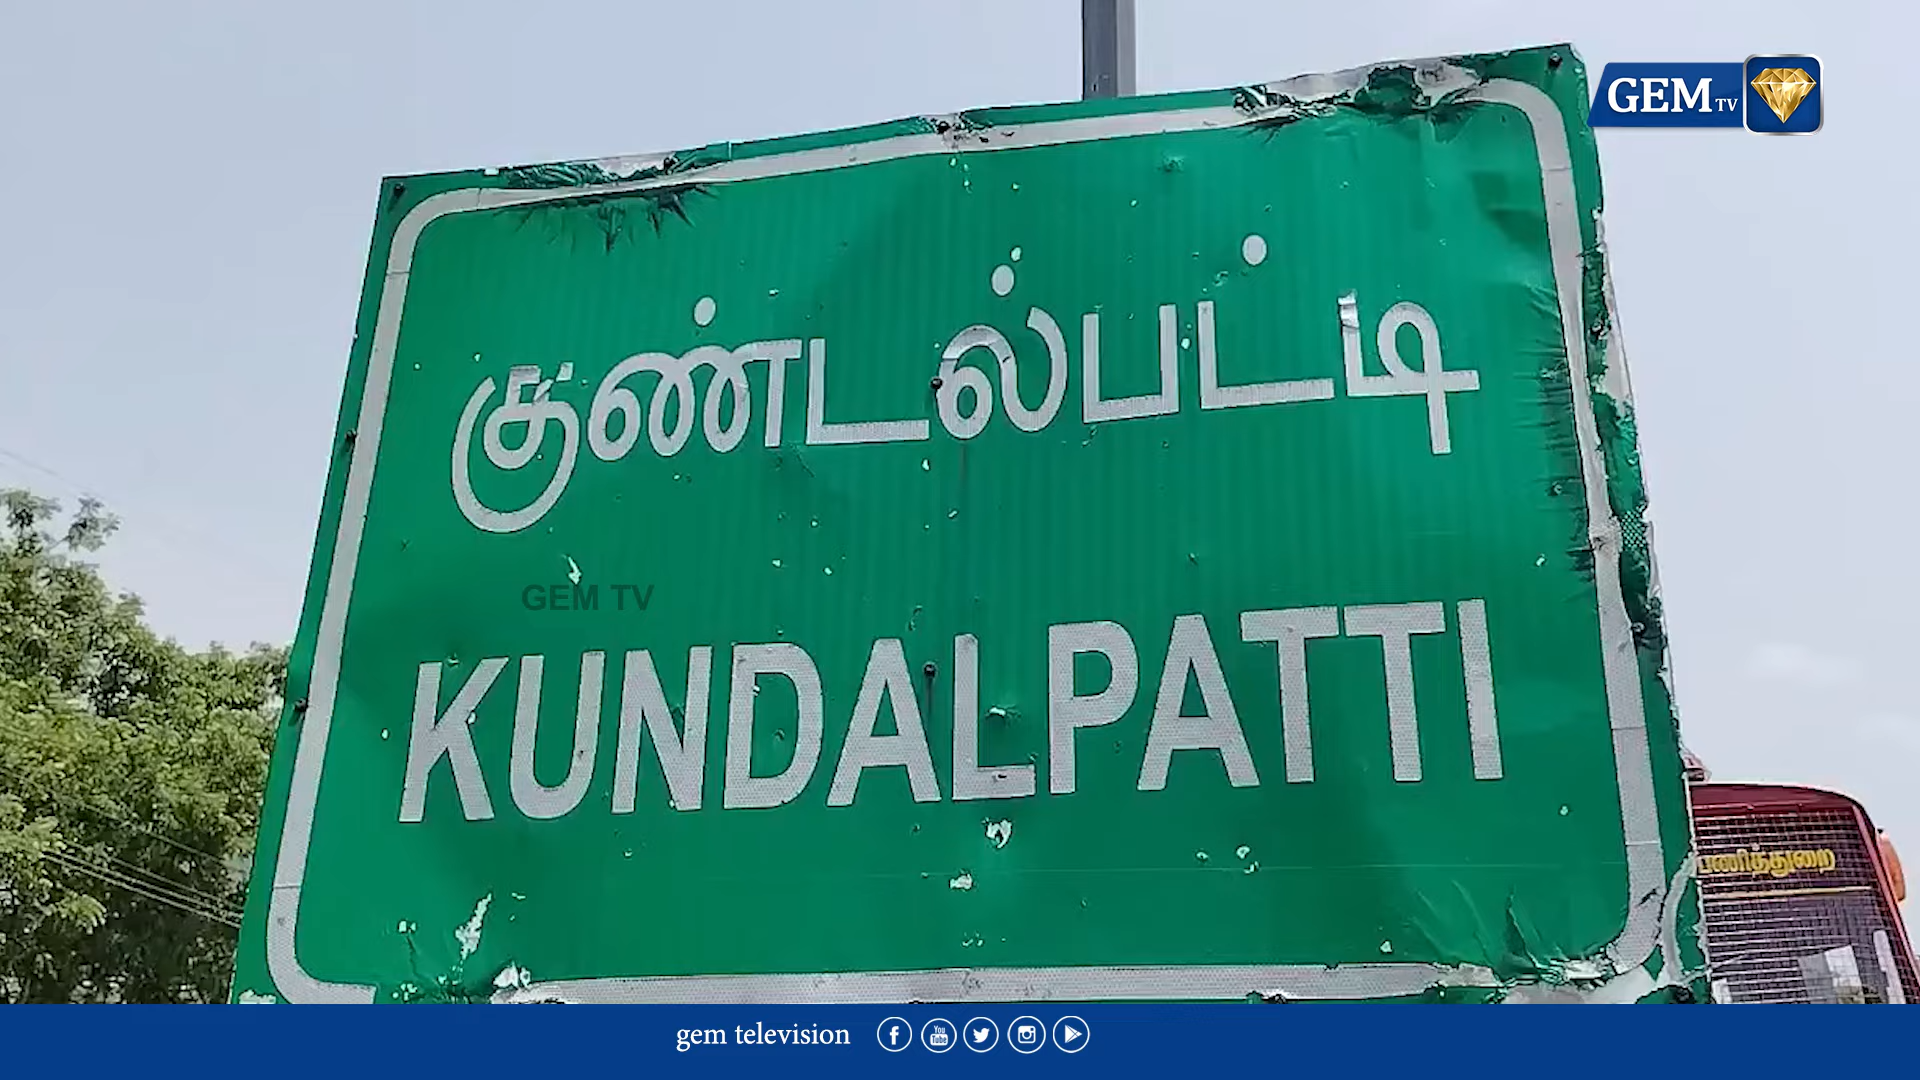 GEM TV
குண்டல்பட்டி
GEM TV
KUNDALPATTI
பணித்துறை
gem television